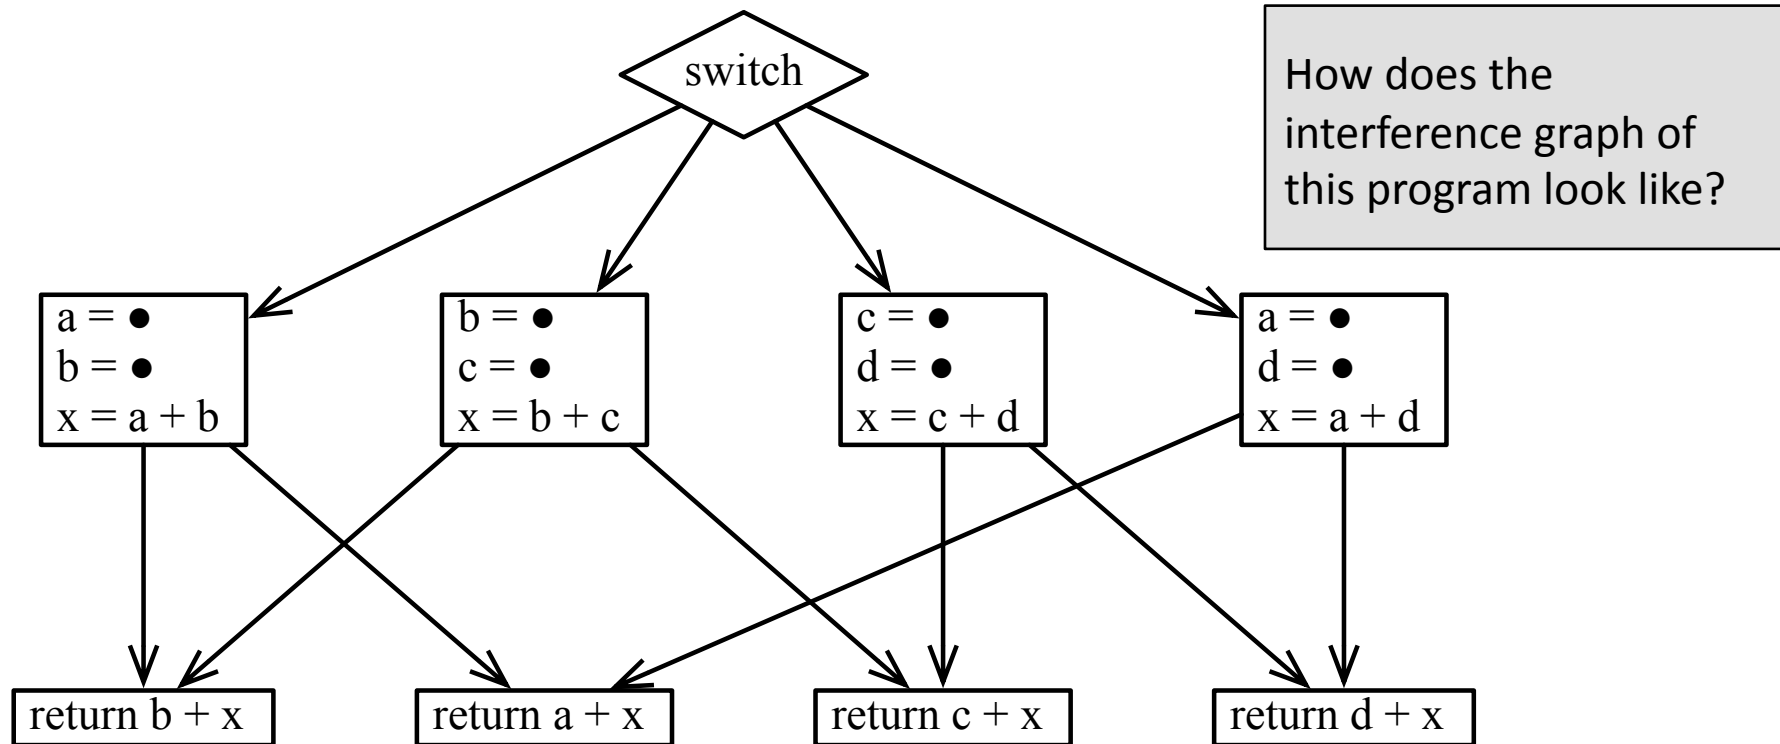 switch
How does the
interference graph of
this program look like?
a = ●
b = ●
x = a + b
b = ●
c = ●
x = b + c
c = ●
d = ●
x = c + d
a = ●
d = ●
x = a + d
return b + x
return a + x
return c + x
return d + x